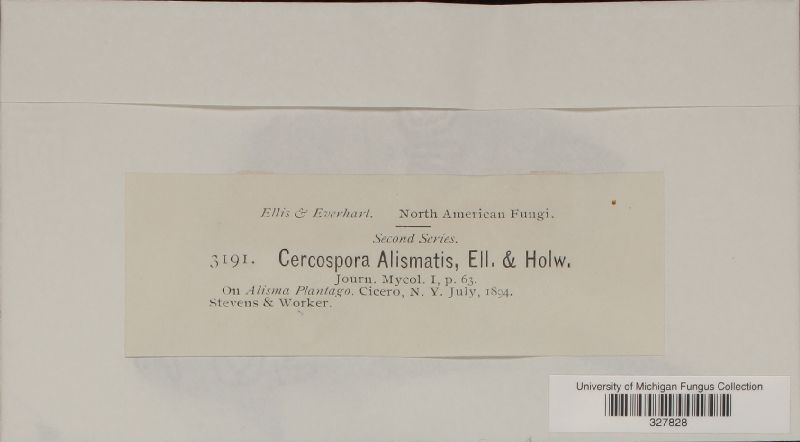 Ellis & Everhart. North American Fungi.
Second Series.
3191. Cercospora Alismatis, Ell. & Holw.
Journ. Mycol. I, p. 63.
On Alisma Plantago. Cicero, N. Y. July, 1894.
Stevens & Worker.
University of Michigan Fungus Collection
327828